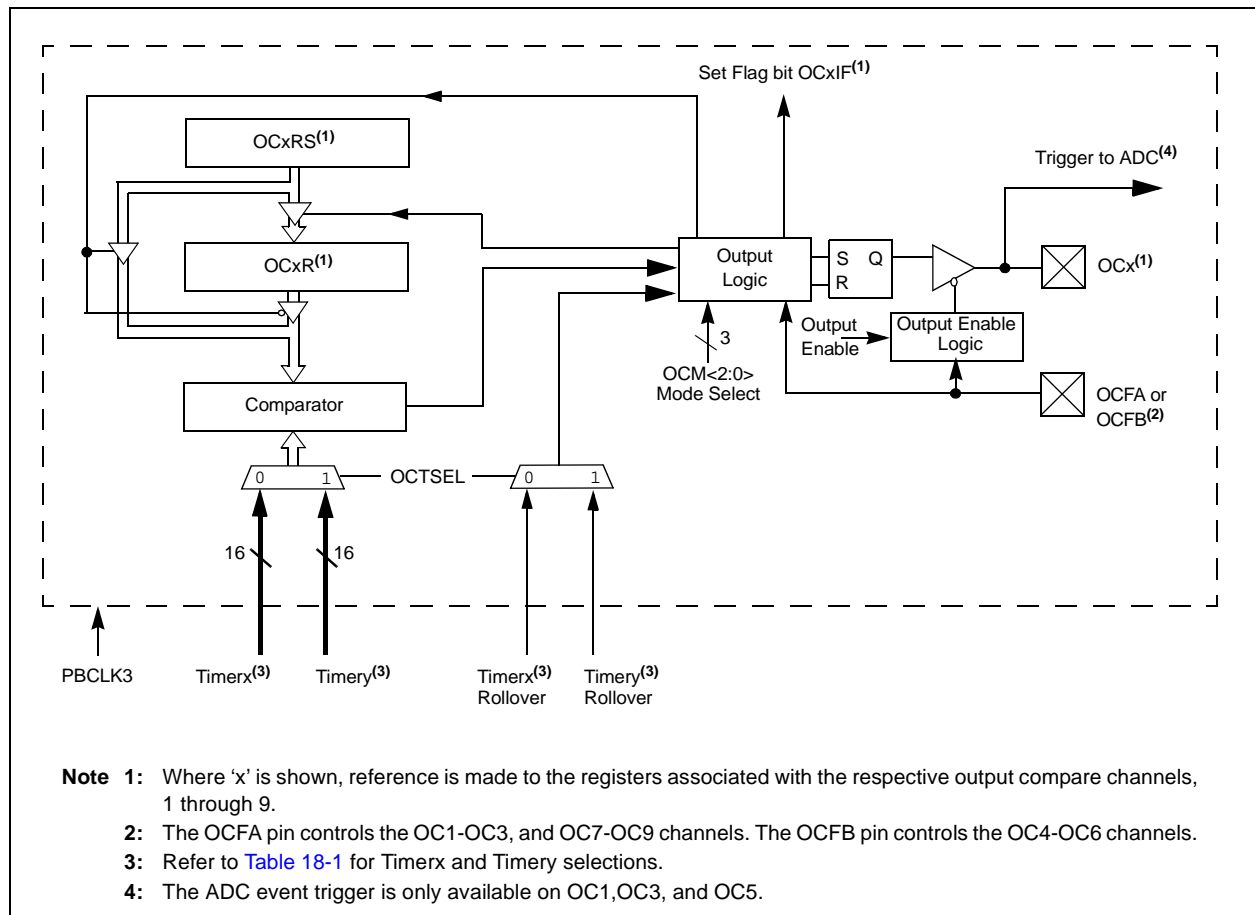 Set Flag bit OCxIF(1)
OCxRS(1)
Trigger to ADC(4)
OCxR(1)
Output
Logic
S Q
R
OCx(1)
3
Output
Enable
Output Enable
Logic
OCM<2:0>
Mode Select
Comparator
OCFA or
OCFB(2)
0 1
OCTSEL
0 1
16
16
PBCLK3
Timerx(3)
Timery(3)
Timerx(3)
Rollover
Timery(3)
Rollover
Note 1: Where ‘x’ is shown, reference is made to the registers associated with the respective output compare channels,
1 through 9.
2: The OCFA pin controls the OC1-OC3, and OC7-OC9 channels. The OCFB pin controls the OC4-OC6 channels.
3: Refer to Table 18-1 for Timerx and Timery selections.
4: The ADC event trigger is only available on OC1,OC3, and OC5.